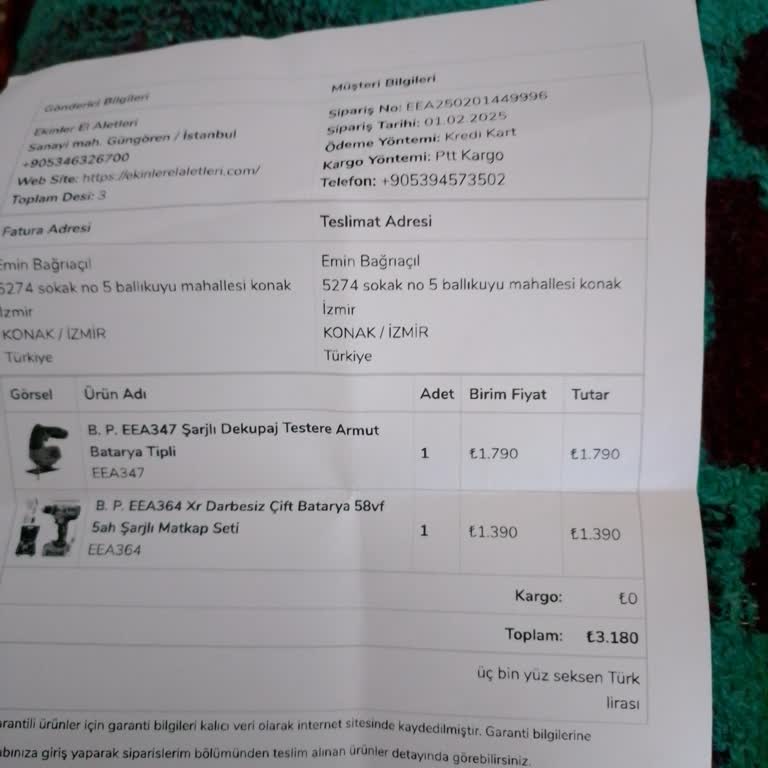 Gönderici Bilgileri
Ekinler El Aletleri
Sanayi mah. Güngören / İstanbul
+905346326700
Web Site: https://ekinlerelaletleri.com/
Toplam Desi: 3
Müşteri Bilgileri
Sipariş No: EEA250201449996
Sipariş Tarihi: 01.02.2025
Ödeme Yöntemi: Kredi Kart
Kargo Yöntemi: Ptt Kargo
Telefon: +905394573502
Fatura Adresi
Emin Bağrıaçıl
5274 sokak no 5 ballıkuyu mahallesi konak
İzmir
KONAK / İZMİR
Türkiye
Teslimat Adresi
Emin Bağrıaçıl
5274 sokak no 5 ballıkuyu mahallesi konak
İzmir
KONAK / İZMİR
Türkiye
Görsel Ürün Adı Adet Birim Fiyat Tutar
B. P. EEA347 Şarjlı Dekupaj Testere Armut
Batarya Tipli 1 ₺1.790 ₺1.790
EEA347
B. P. EEA364 Xr Darbesiz Çift Batarya 58vf
5ah Şarjlı Matkap Seti 1 ₺1.390 ₺1.390
EEA364
Kargo: ₺0
Toplam: ₺3.180
üç bin yüz seksen Türk
lirası
arantili ürünler için garanti bilgileri kalıcı veri olarak internet sitesinde kaydedilmiştir. Garanti bilgilerine
abınıza giriş yaparak siparislerim bölümünden teslim alınan ürünler detayında görebilirsiniz.